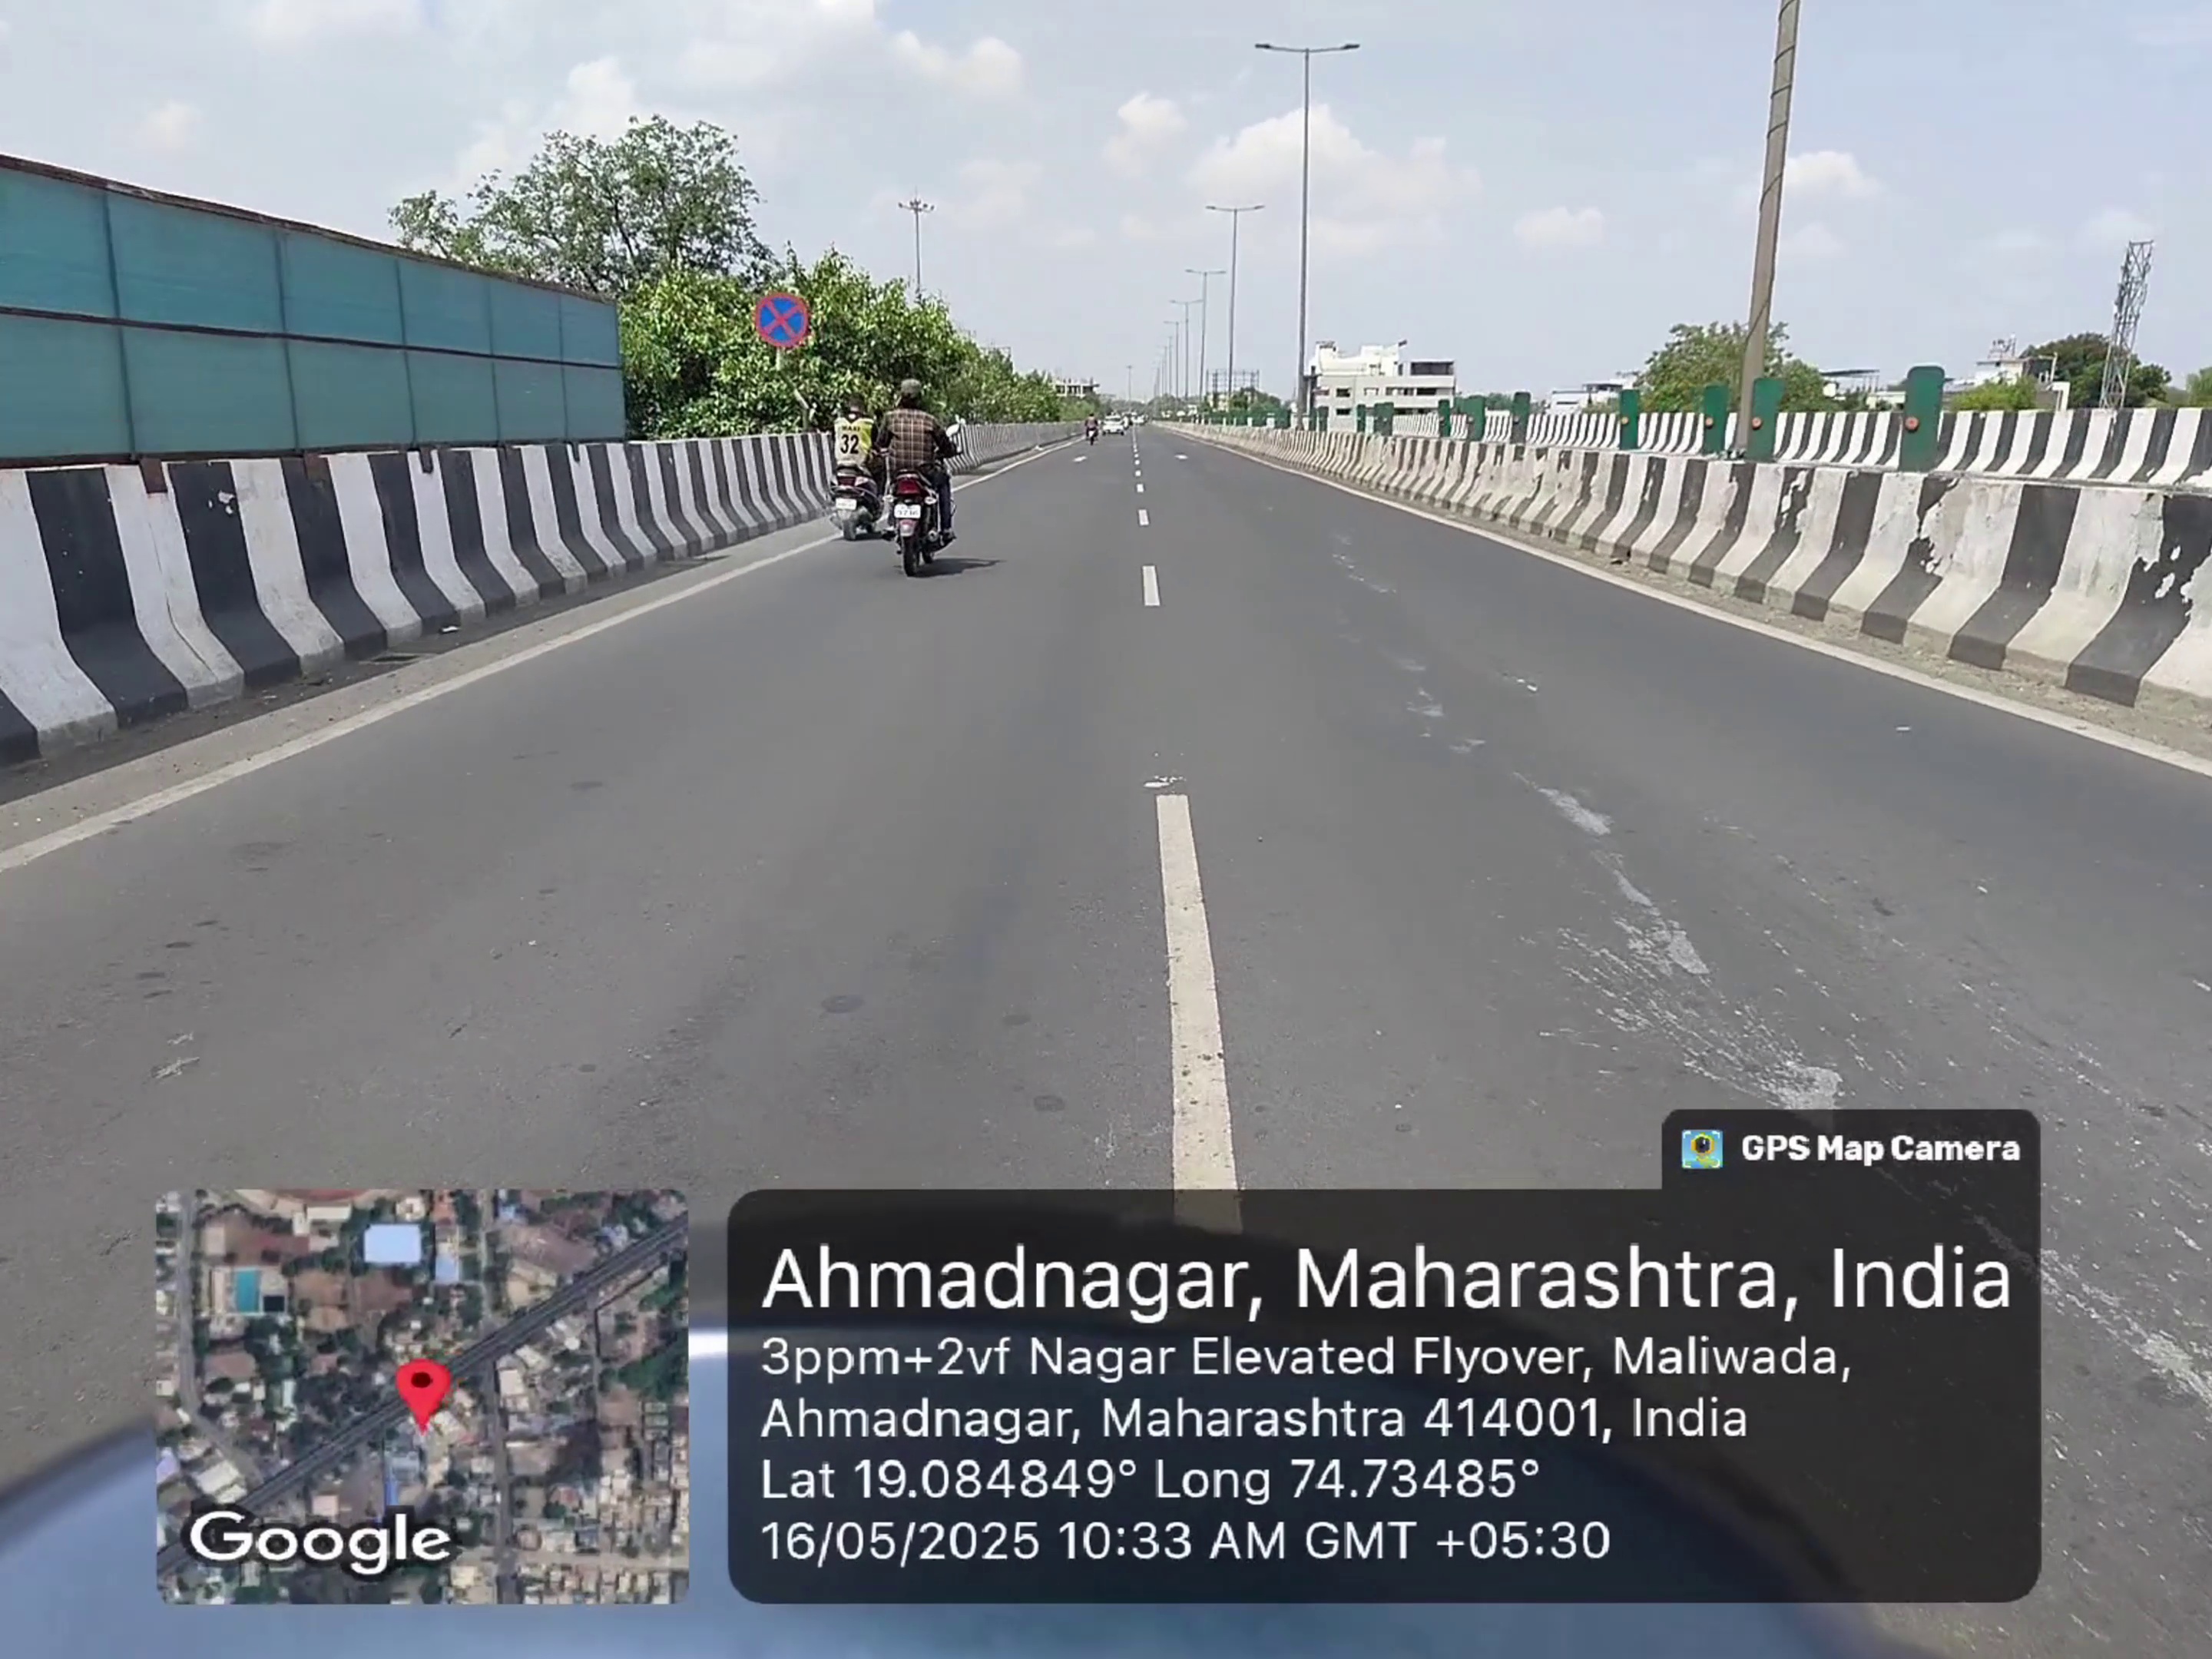 32
GPS Map Camera
Ahmadnagar, Maharashtra, India
3ppm+2vf Nagar Elevated Flyover, Maliwada,
Ahmadnagar, Maharashtra 414001, India
Lat 19.084849° Long 74.73485°
16/05/2025 10:33 AM GMT +05:30
Google